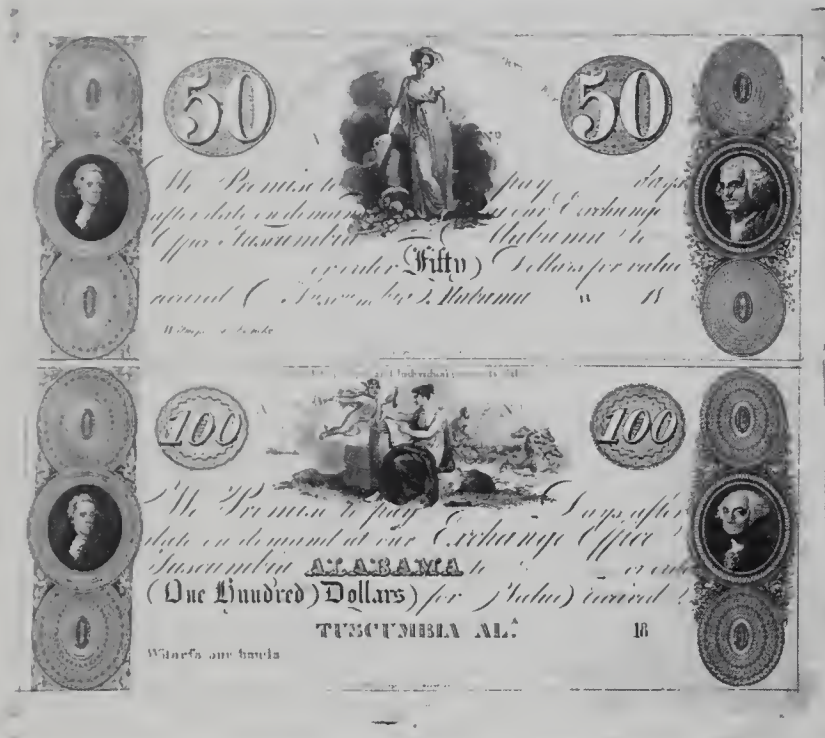 50 50
We Promise to pay days
after date on demand at our Exchange
Office Tuscumbia Alabama to
or order (Fifty) Dollars for value
Alabama 18
100 100
We Promise to pay Days after
date on demand at our Exchange Office
Tuscumbia ALABAMA to or order
(One Hundred) Dollars) for Value)
TUSCUMBIA AL.ᴬ 18
Witneſs our hands